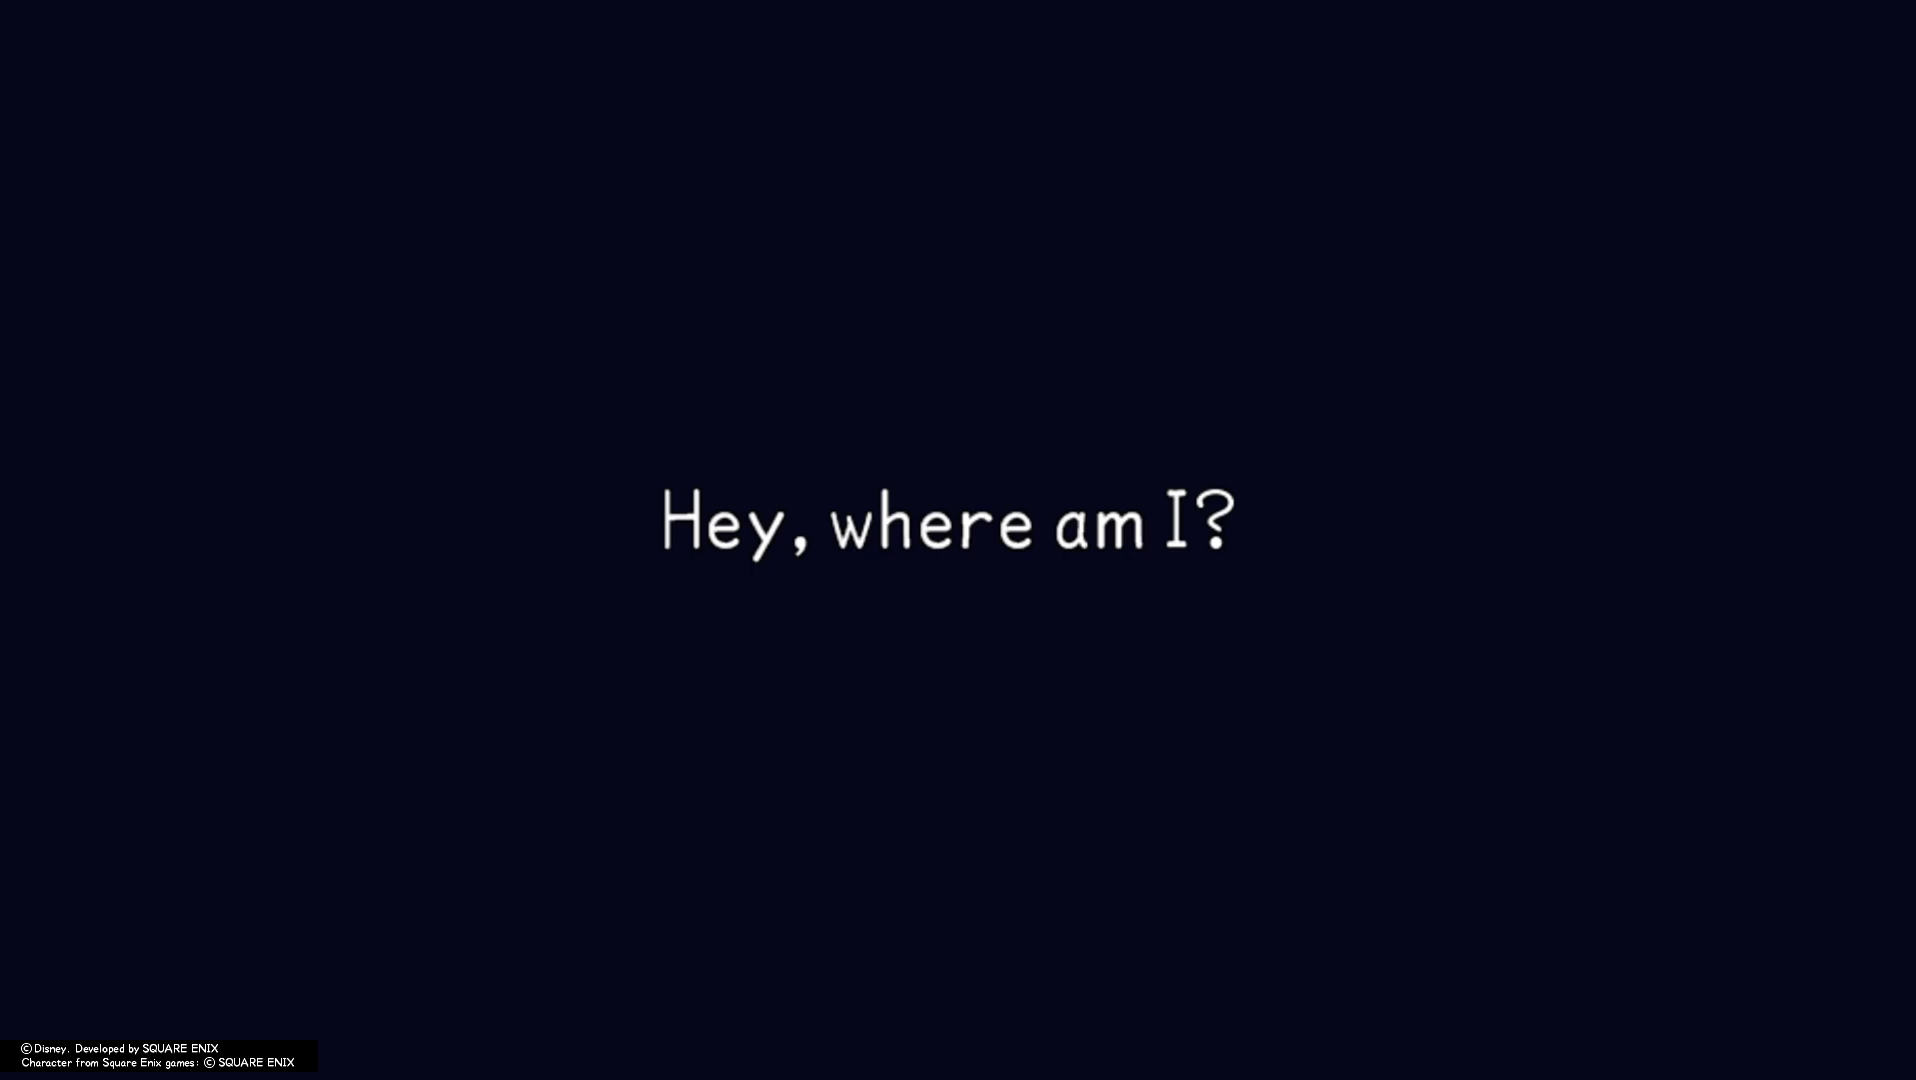 Hey, where am I?
©Disney. Developed by SQUARE ENIX
Character from Square Enix games: © SQUARE ENIX